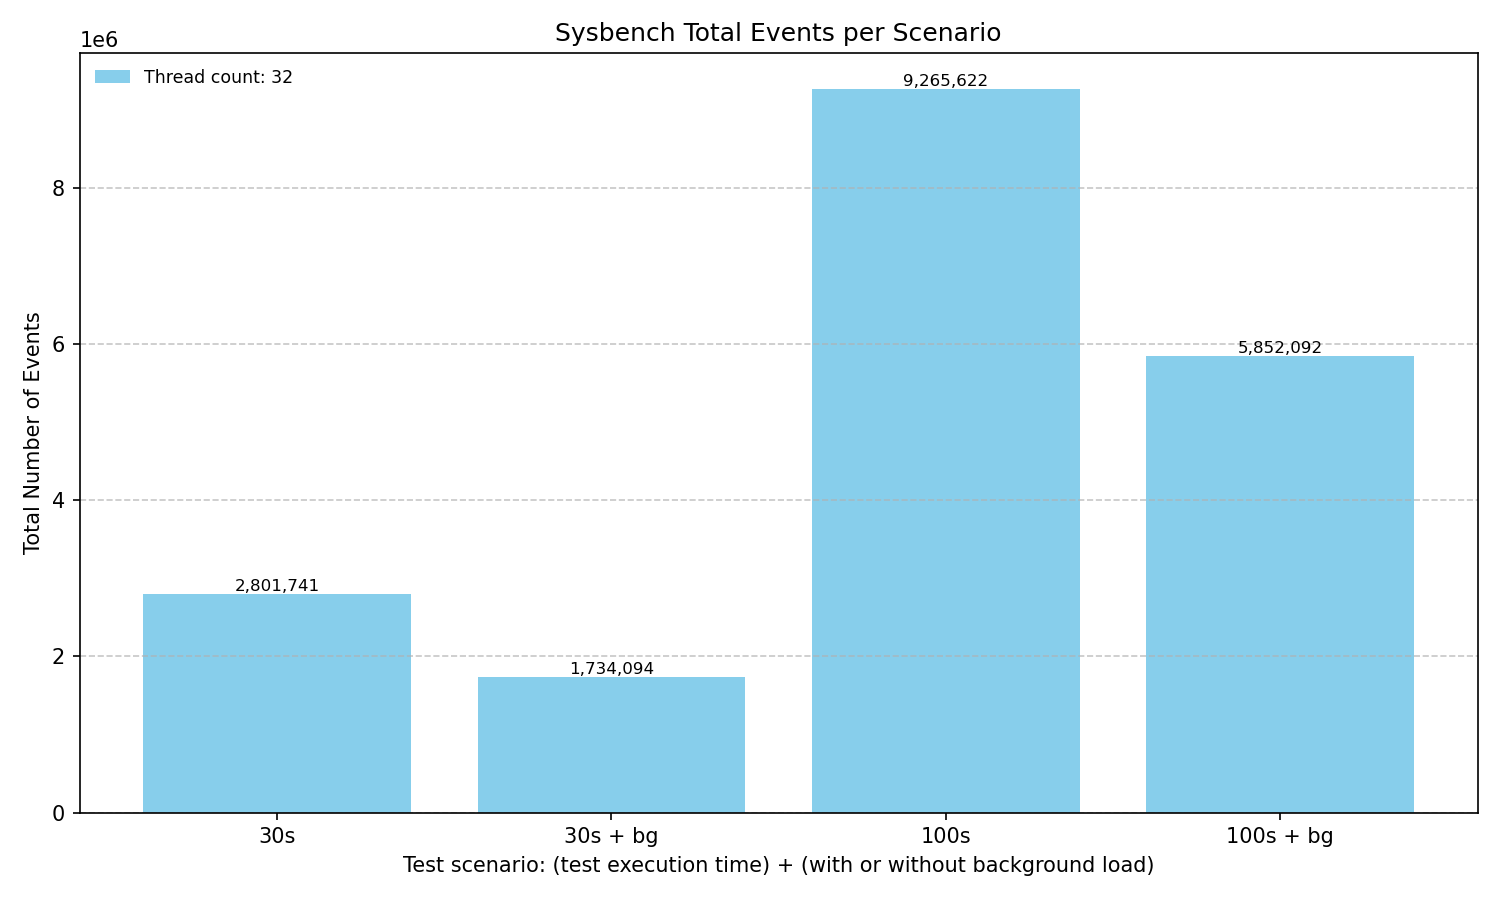 Sysbench Total Events per Scenario
1e6
Thread count: 32
9,265,622
8
6
5,852,092
4
2,801,741
2
1,734,094
0
Total Number of Events
30s
30s + bg
100s
100s + bg
Test scenario: (test execution time) + (with or without background load)